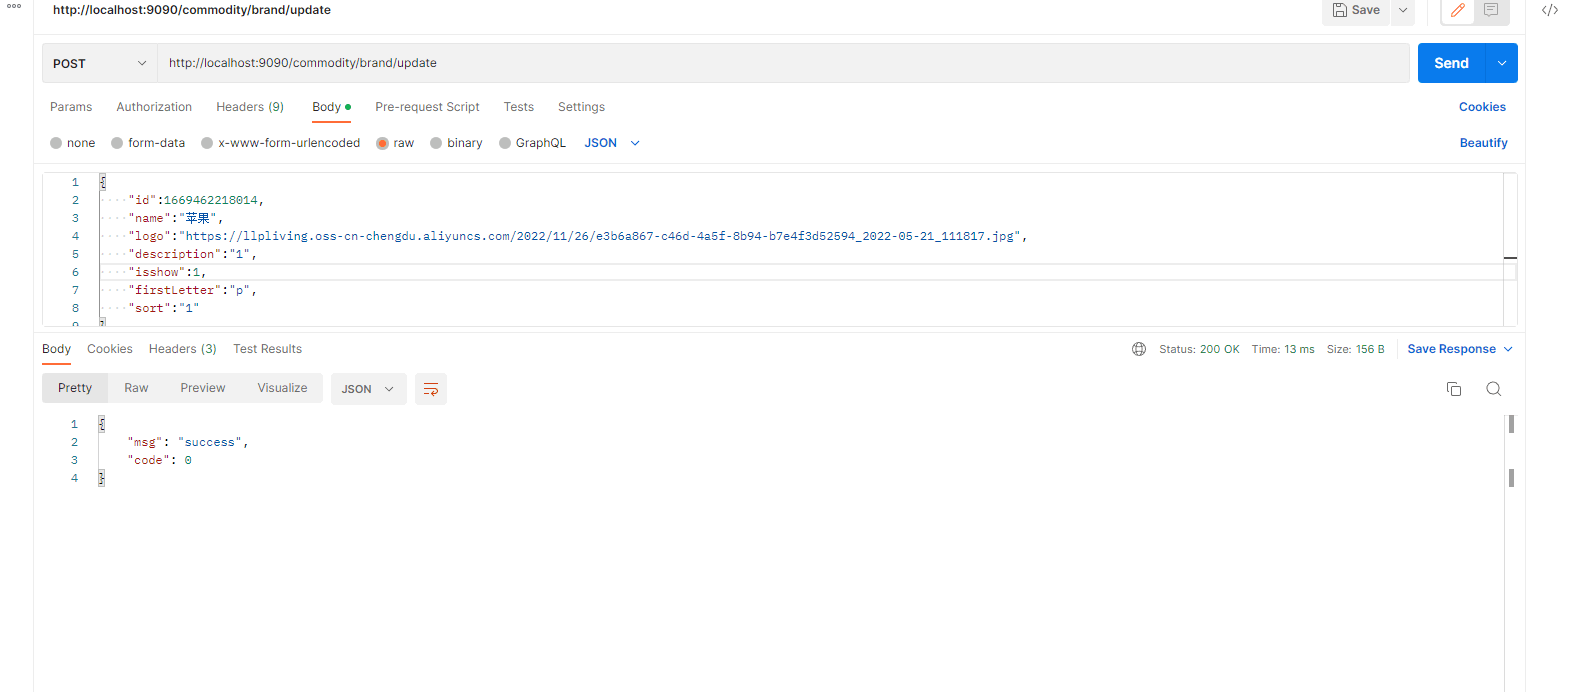 http://localhost:9090/commodity/brand/update
Save
POST
http://localhost:9090/commodity/brand/update
Send
Params Authorization Headers (9) Body Pre-request Script Tests Settings Cookies
none form-data x-www-form-urlencoded raw binary GraphQL JSON Beautify
1 {
2 "id":1669462218014,
3 "name":"苹果",
4 "logo":"https://llpliving.oss-cn-chengdu.aliyuncs.com/2022/11/26/e3b6a867-c46d-4a5f-8b94-b7e4f3d52594_2022-05-21_111817.jpg",
5 "description":"1",
6 "isshow":1,
7 "firstLetter":"p",
8 "sort":"1"
9 }
Body Cookies Headers (3) Test Results Status: 200 OK Time: 13 ms Size: 156 B Save Response
Pretty Raw Preview Visualize JSON
1 {
2 "msg": "success",
3 "code": 0
4 }